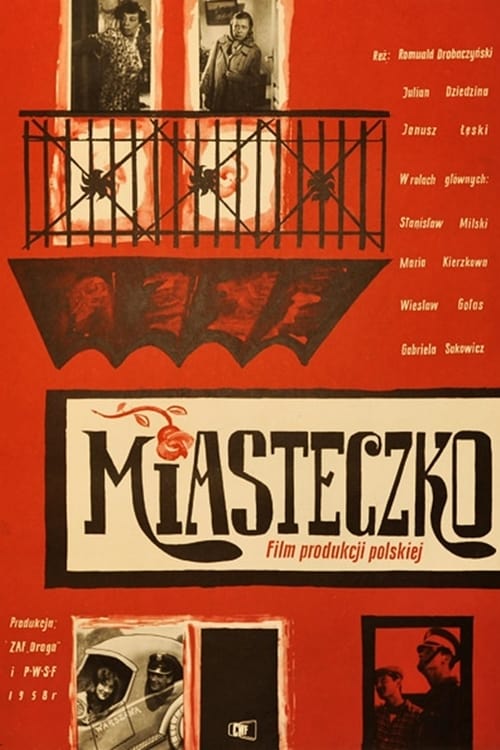 Reż: Romuald Drobaczyński
Julian Dziedzina
Janusz Łęski
W rolach głównych:
Stanisław Milski
Maria Kierzkowa
Wiesław Gołas
Gabriela Sakowicz
MiASTECZKO
Film produkcji polskiej
Produkcja:
"ZAF „Droga"
i P·W·S·F
1958r
WARSZAWA
CWF